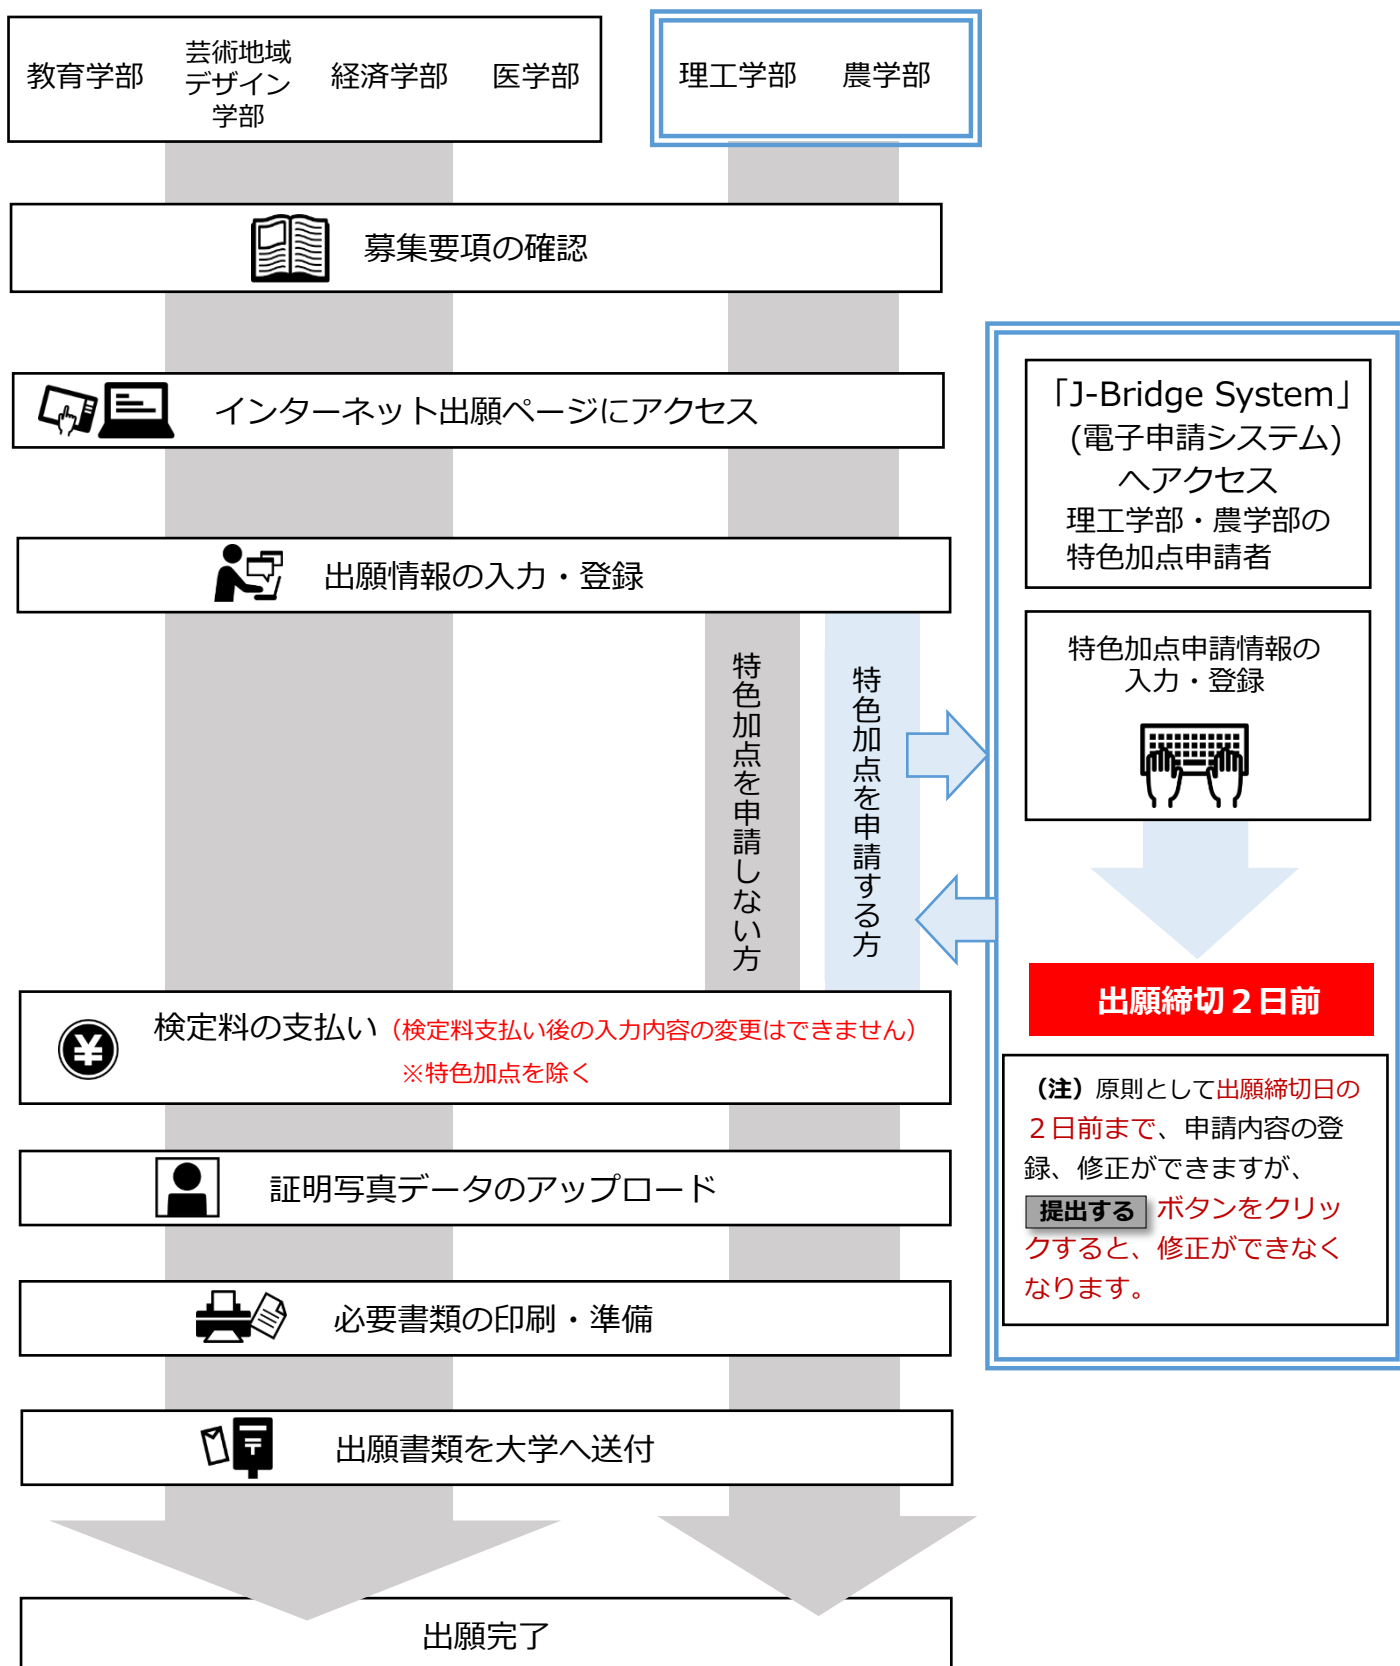 教育学部
芸術地域
デザイン
学部
経済学部
医学部
理工学部
農学部
募集要項の確認
インターネット出願ページにアクセス
出願情報の入力・登録
特色加点を申請しない方
特色加点を申請する方
「J-Bridge System」
(電子申請システム)
へアクセス
理工学部・農学部の
特色加点申請者
特色加点申請情報の
入力・登録
出願締切２日前
（注）原則として出願締切日の
２日前まで、申請内容の登
録、修正ができますが、
提出する ボタンをクリッ
クすると、修正ができなく
なります。
¥
検定料の支払い（検定料支払い後の入力内容の変更はできません）
※特色加点を除く
証明写真データのアップロード
必要書類の印刷・準備
〒
出願書類を大学へ送付
出願完了